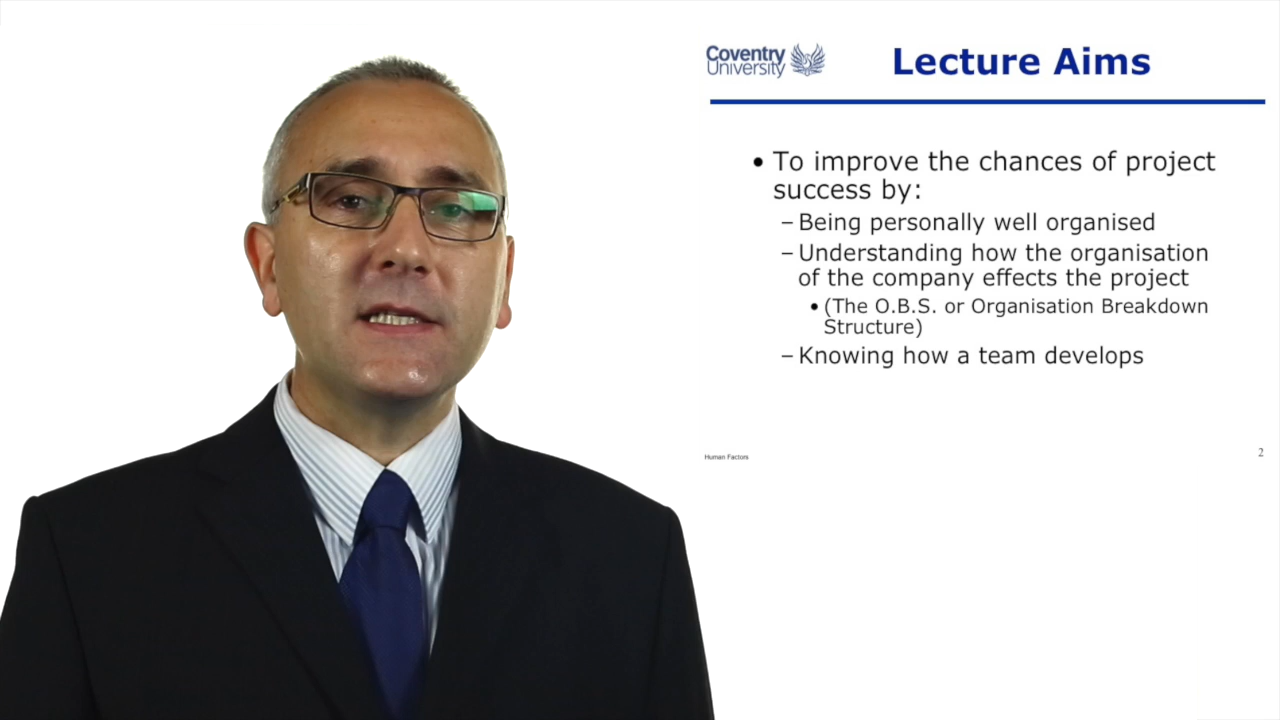 Coventry
University
Lecture Aims
• To improve the chances of project
success by:
– Being personally well organised
– Understanding how the organisation
of the company effects the project
• (The O.B.S. or Organisation Breakdown
Structure)
– Knowing how a team develops
Human Factors
2